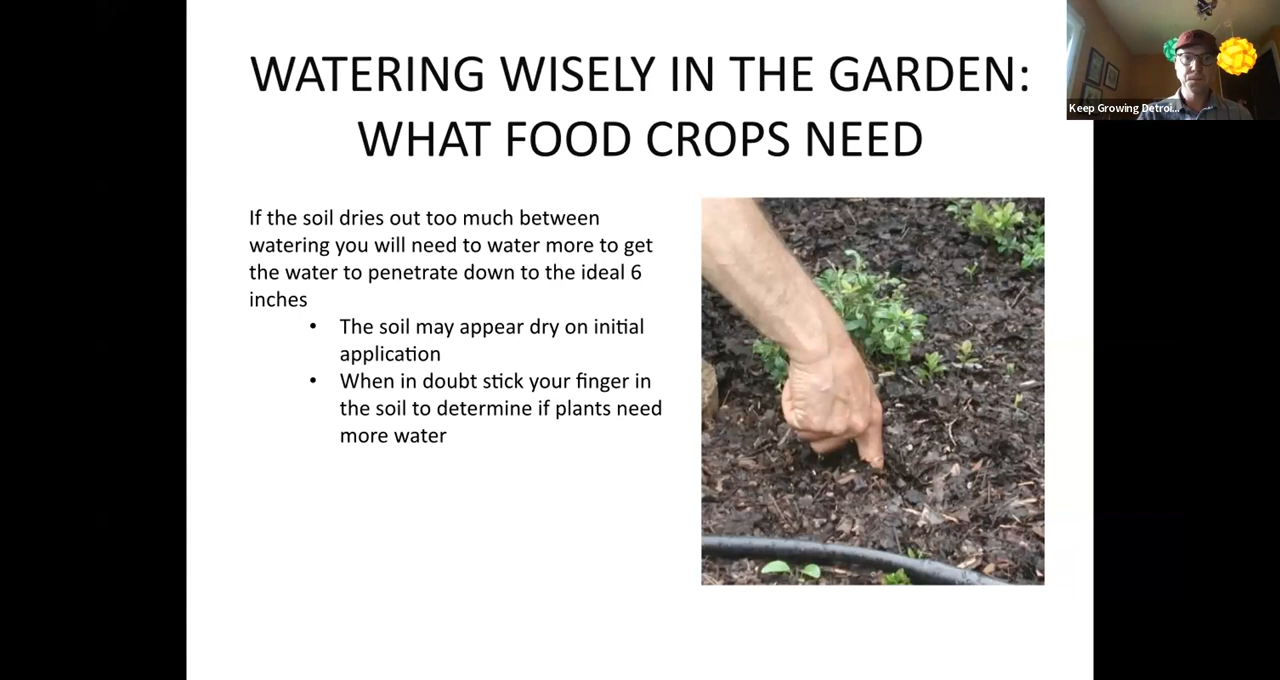 WATERING WISELY IN THE GARDEN:
WHAT FOOD CROPS NEED
Keep Growing Detroi...
If the soil dries out too much between
watering you will need to water more to get
the water to penetrate down to the ideal 6
inches
• The soil may appear dry on initial
application
• When in doubt stick your finger in
the soil to determine if plants need
more water